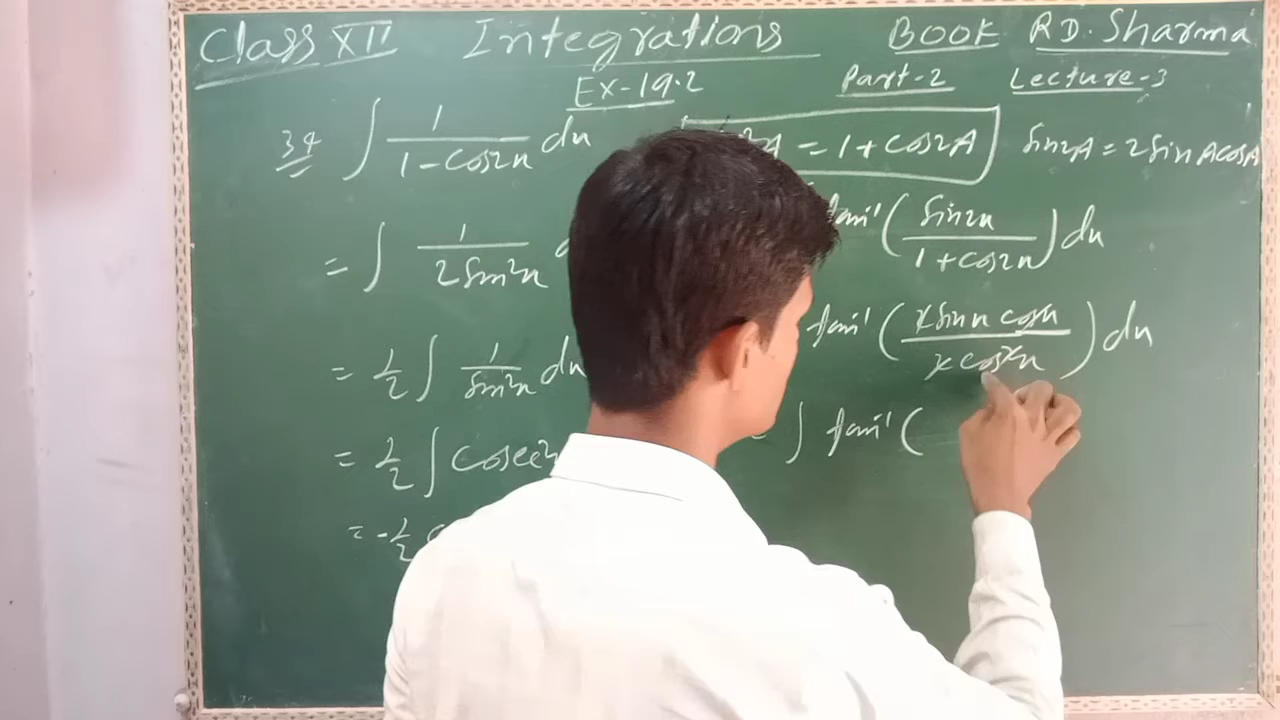 Class XII Integrations BOOK RD. Sharma
Ex-19.2 Part-2 Lecture-3
34 ∫ 1/(1-cos2x) dx
²A = 1+cos2A sin2A = 2sinAcosA
= ∫ 1/(2sin²x)
tan⁻¹(sin2x/(1+cos2x)) dx
= 1/2 ∫ 1/sin²x dx
tan⁻¹(2sinx cosx/(2cos²x)) dx
= 1/2 ∫ cosec²
= ∫ tan⁻¹(
= -1/2